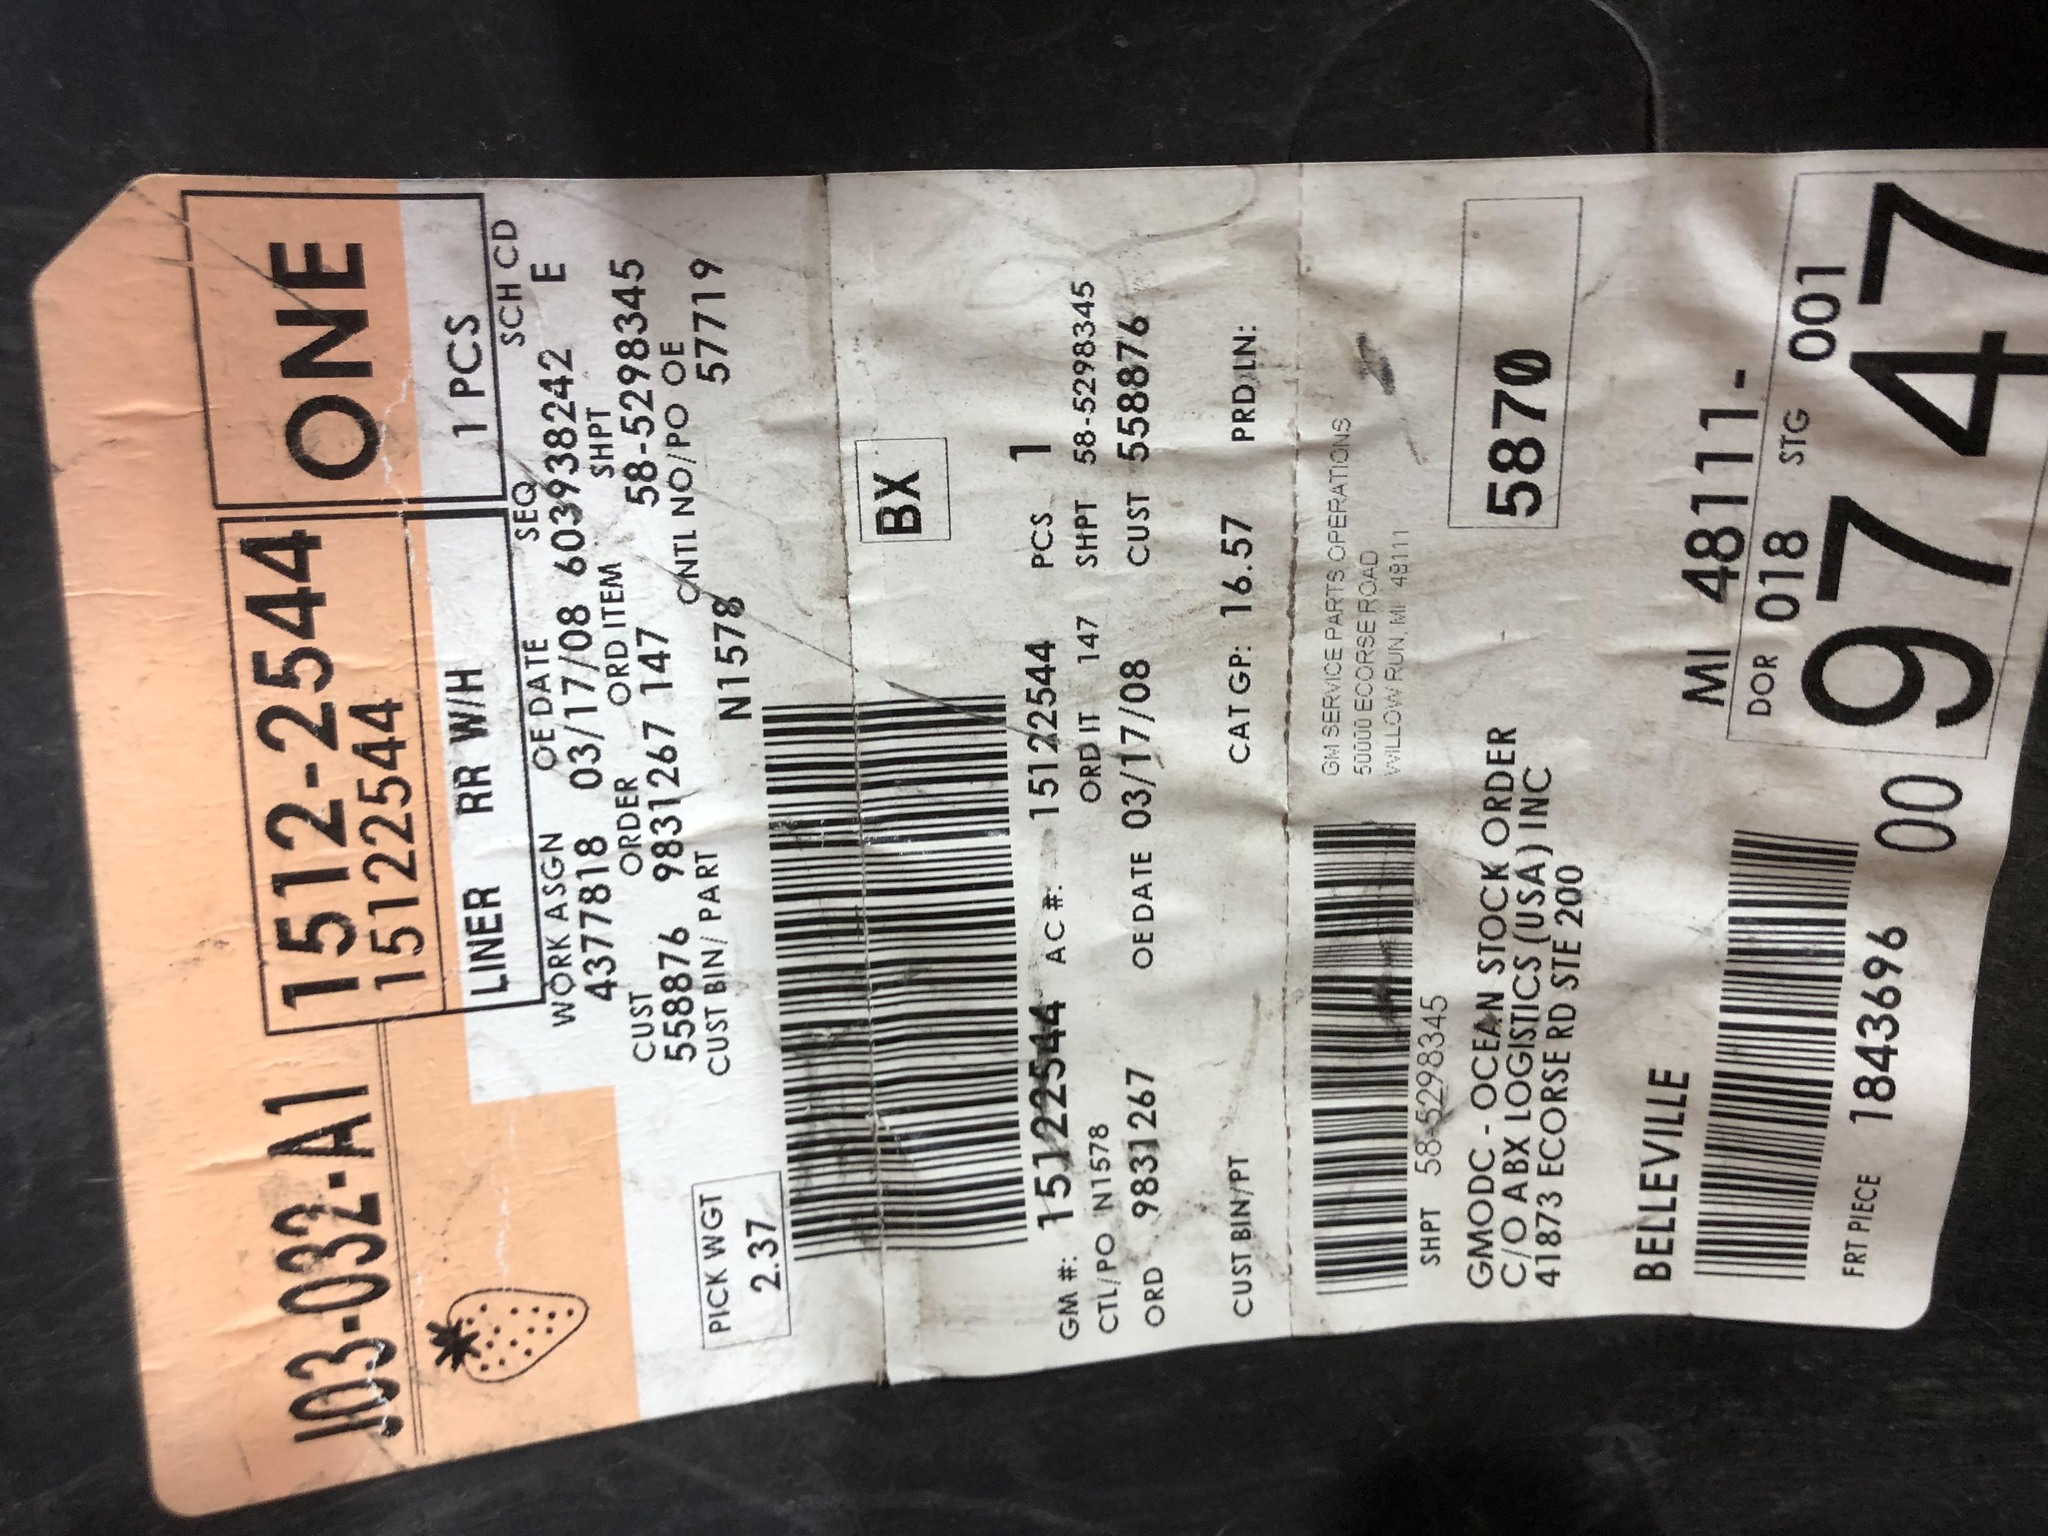 J03-032-A1
1512-2544
15122544
ONE
LINER RR W/H
1 PCS
WORK ASGN OE DATE SEQ SCH CD
4377818 03/17/08 6039938242 E
CUST ORDER ORD ITEM SHPT
558876 9831267 147 58-5298345
CUST BIN/ PART CNTL NO/PO OE
N1578 57719
PICK WGT
2.37
BX
GM #: 15122544 AC #: 15122544 PCS 1
CTL/PO N1578 ORD IT 147 SHPT 58-5298345
ORD 9831267 OE DATE 03/17/08 CUST 558876
CUST BIN/PT CAT GP: 16.57 PRD LN:
GM SERVICE PARTS OPERATIONS
50000 ECORSE ROAD
WILLOW RUN, MI 48111
SHPT 58-5298345
GMODC - OCEAN STOCK ORDER
C/O ABX LOGISTICS (USA) INC
41873 ECORSE RD STE 200
5870
BELLEVILLE MI 48111-
DOR 018 STG 001
FRT PIECE 1843696
00 9747